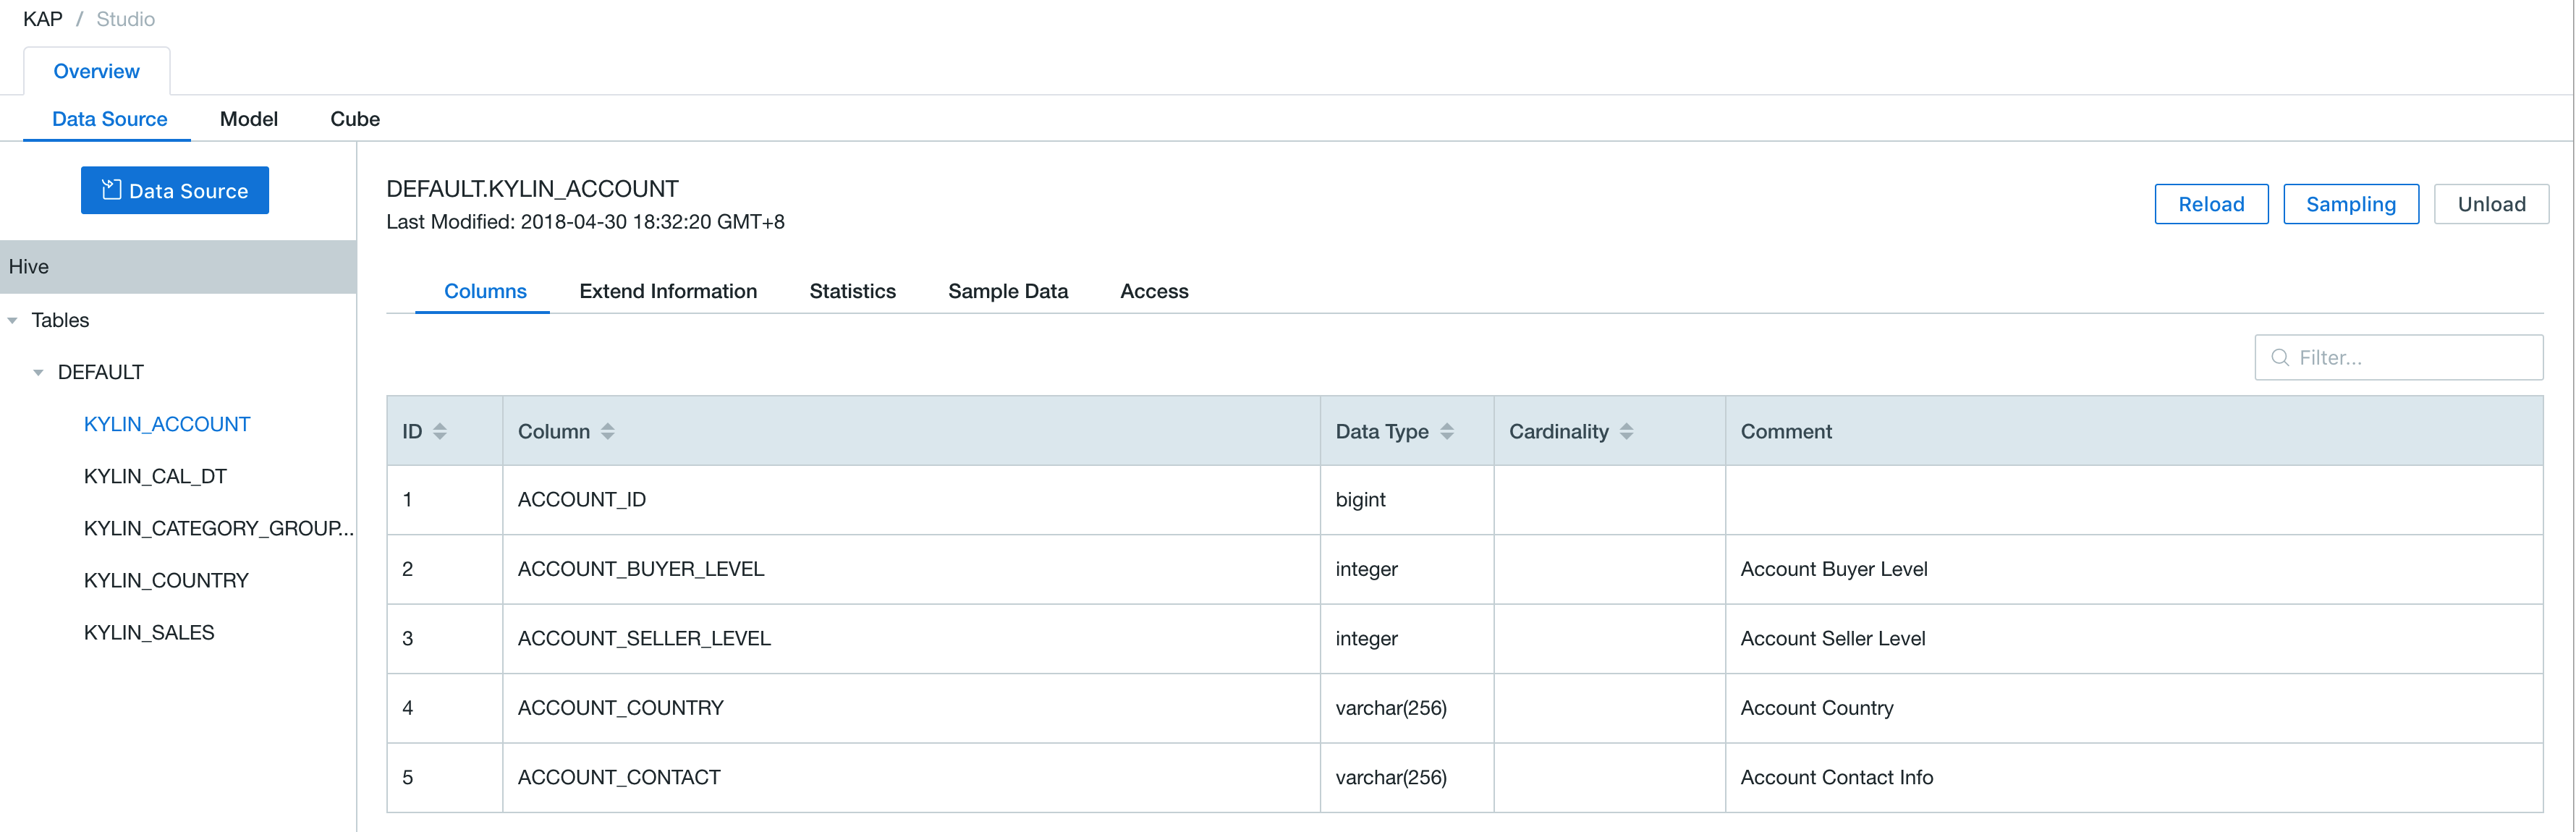 KAP / Studio
Overview
Data Source Model Cube
Data Source
Hive
Tables
DEFAULT
KYLIN_ACCOUNT
KYLIN_CAL_DT
KYLIN_CATEGORY_GROUP...
KYLIN_COUNTRY
KYLIN_SALES
DEFAULT.KYLIN_ACCOUNT
Last Modified: 2018-04-30 18:32:20 GMT+8
Reload Sampling Unload
Columns Extend Information Statistics Sample Data Access
Filter...
ID Column Data Type Cardinality Comment
1 ACCOUNT_ID bigint
2 ACCOUNT_BUYER_LEVEL integer Account Buyer Level
3 ACCOUNT_SELLER_LEVEL integer Account Seller Level
4 ACCOUNT_COUNTRY varchar(256) Account Country
5 ACCOUNT_CONTACT varchar(256) Account Contact Info